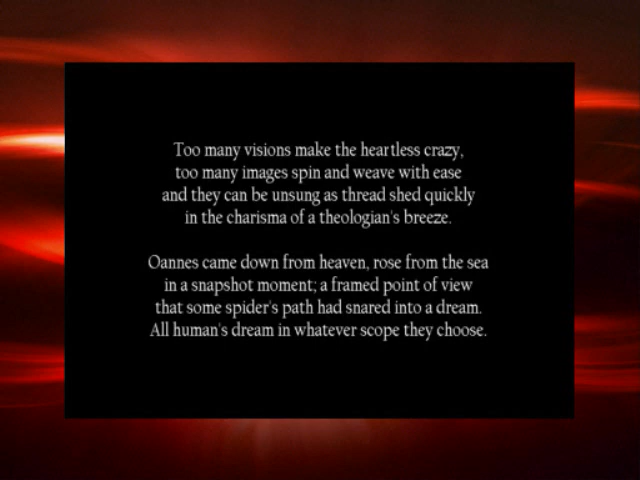 Too many visions make the heartless crazy,
too many images spin and weave with ease
and they can be unsung as thread shed quickly
in the charisma of a theologian's breeze.
Oannes came down from heaven, rose from the sea
in a snapshot moment; a framed point of view
that some spider's path had snared into a dream.
All human's dream in whatever scope they choose.